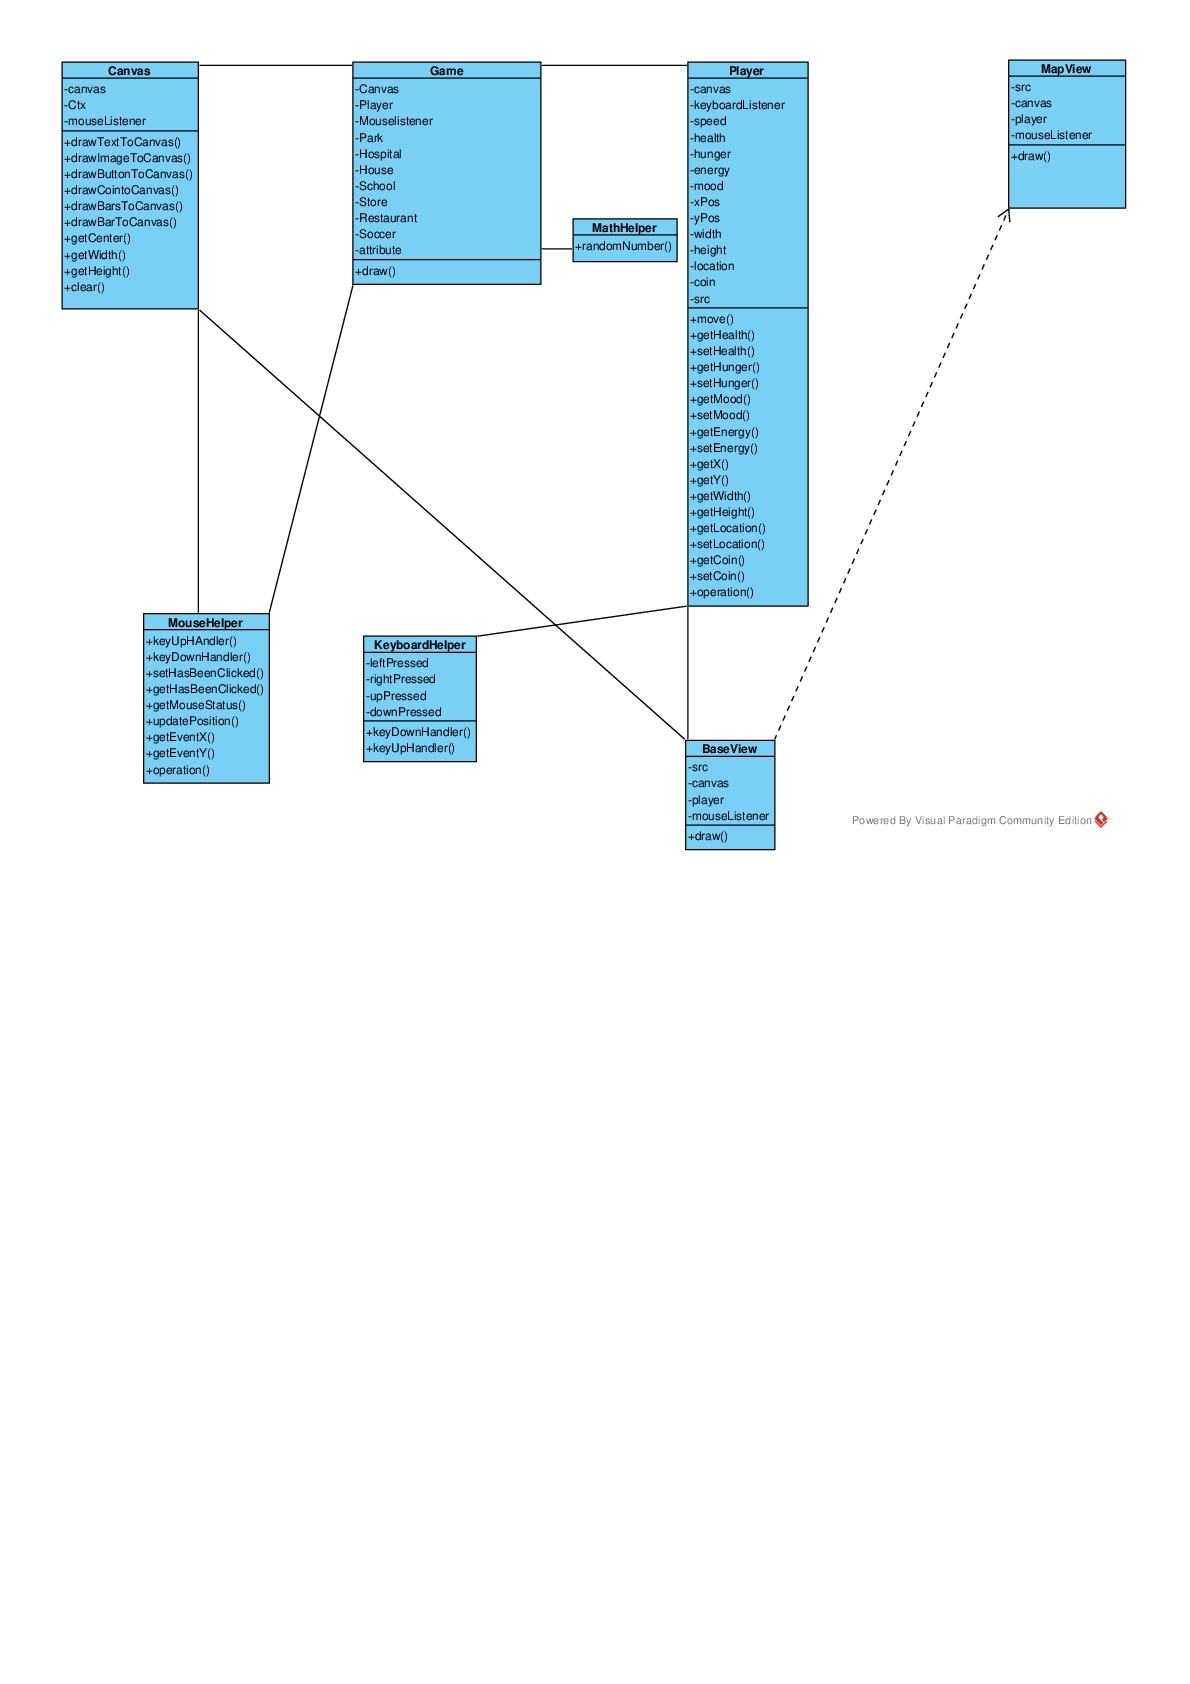 Canvas
-canvas
-Ctx
-mouseListener
+drawTextToCanvas()
+drawImageToCanvas()
+drawButtonToCanvas()
+drawCointoCanvas()
+drawBarsToCanvas()
+drawBarToCanvas()
+getCenter()
+getWidth()
+getHeight()
+clear()
Game
-Canvas
-Player
-Mouselistener
-Park
-Hospital
-House
-School
-Store
-Restaurant
-Soccer
-attribute
+draw()
MathHelper
+randomNumber()
Player
-canvas
-keyboardListener
-speed
-health
-hunger
-energy
-mood
-xPos
-yPos
-width
-height
-location
-coin
-src
+move()
+getHealth()
+setHealth()
+getHunger()
+setHunger()
+getMood()
+setMood()
+getEnergy()
+setEnergy()
+getX()
+getY()
+getWidth()
+getHeight()
+getLocation()
+setLocation()
+getCoin()
+setCoin()
+operation()
MapView
-src
-canvas
-player
-mouseListener
+draw()
MouseHelper
+keyUpHAndler()
+keyDownHandler()
+setHasBeenClicked()
+getHasBeenClicked()
+getMouseStatus()
+updatePosition()
+getEventX()
+getEventY()
+operation()
KeyboardHelper
-leftPressed
-rightPressed
-upPressed
-downPressed
+keyDownHandler()
+keyUpHandler()
BaseView
-src
-canvas
-player
-mouseListener
+draw()
Powered By Visual Paradigm Community Edition